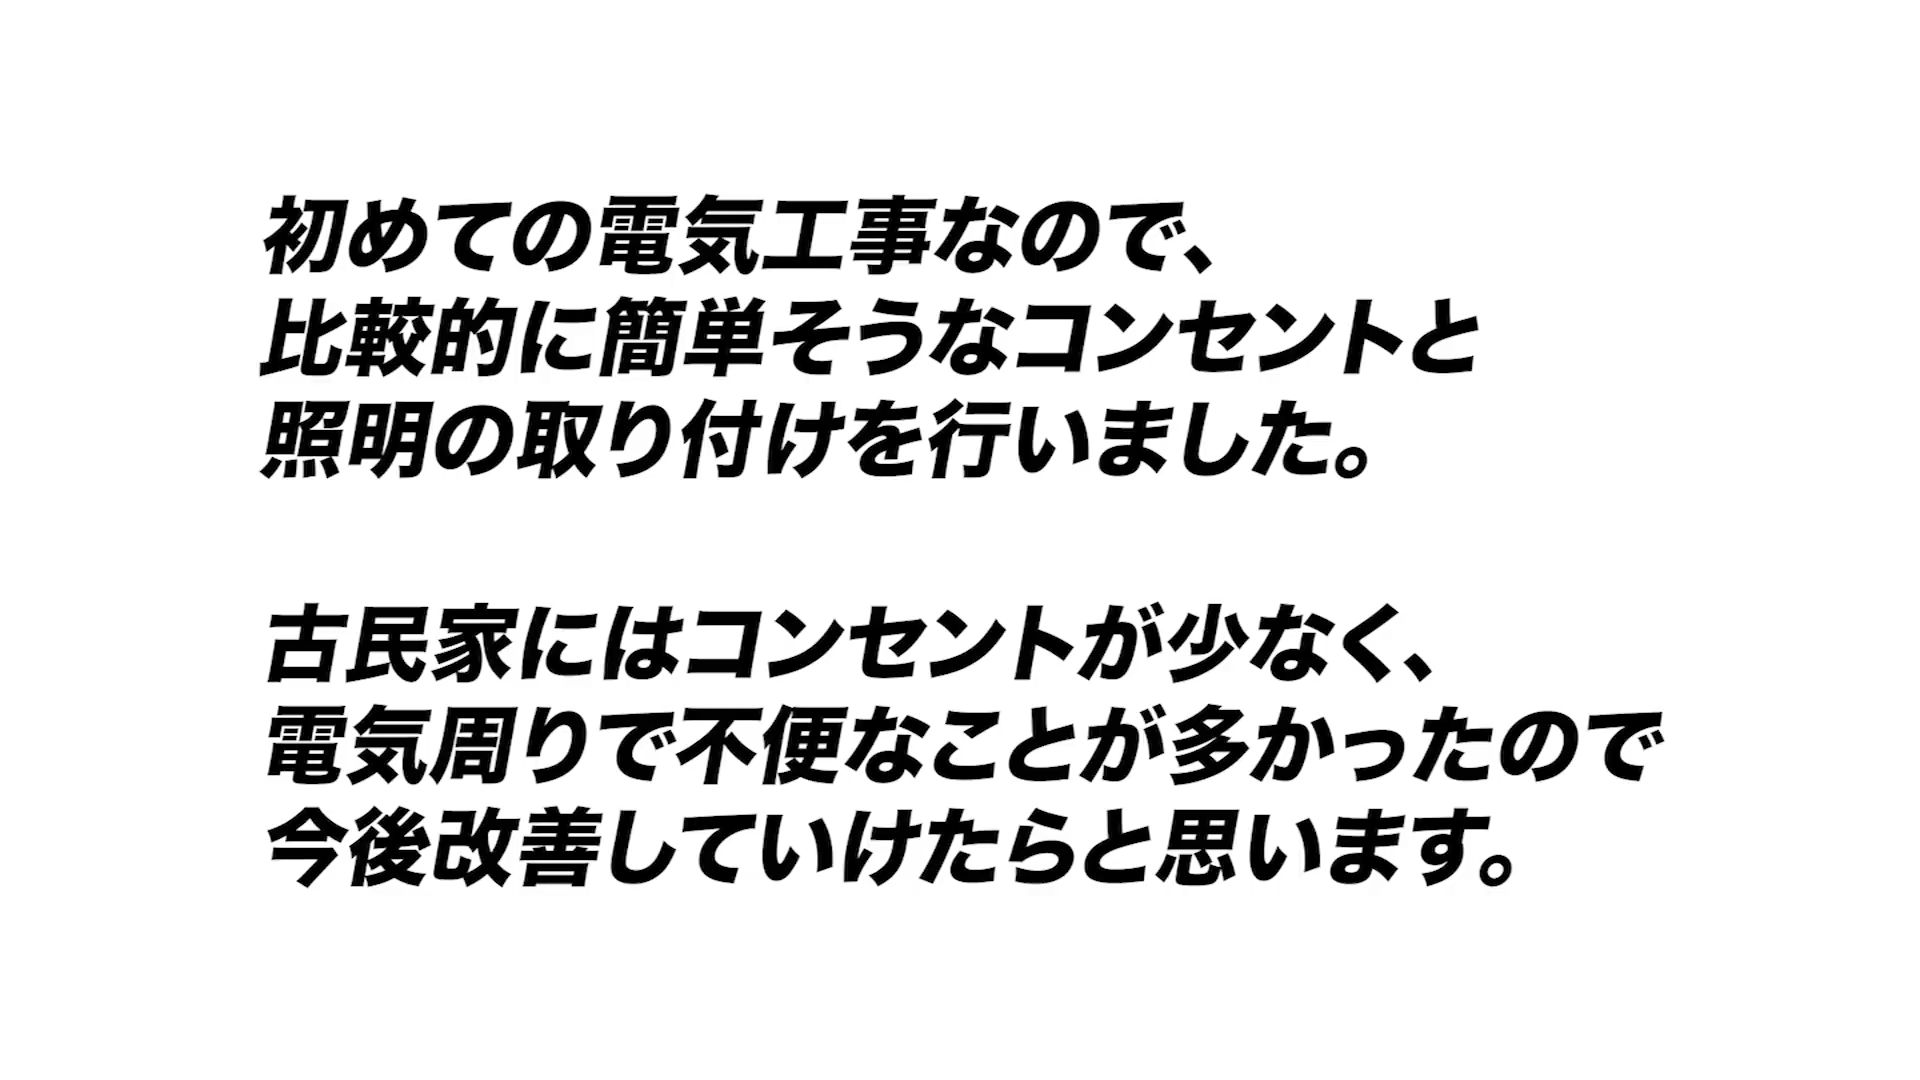 初めての電気工事なので、
比較的に簡単そうなコンセントと
照明の取り付けを行いました。
古民家にはコンセントが少なく、
電気周りで不便なことが多かったので
今後改善していけたらと思います。